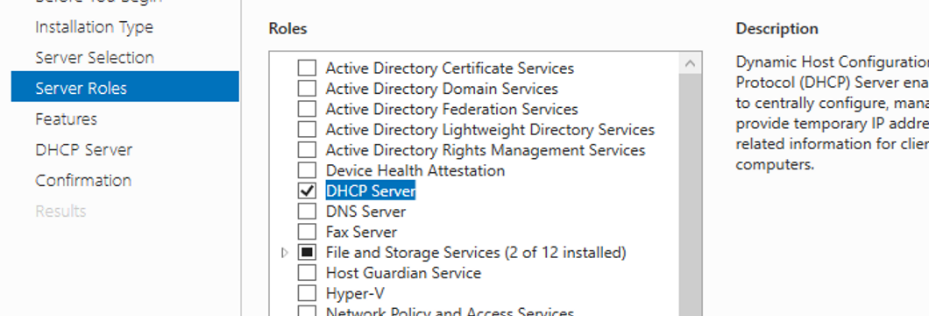 Before You Begin
Installation Type
Server Selection
Server Roles
Features
DHCP Server
Confirmation
Results
Roles
Active Directory Certificate Services
Active Directory Domain Services
Active Directory Federation Services
Active Directory Lightweight Directory Services
Active Directory Rights Management Services
Device Health Attestation
DHCP Server
DNS Server
Fax Server
File and Storage Services (2 of 12 installed)
Host Guardian Service
Hyper-V
Network Policy and Access Services
Description
Dynamic Host Configuration
Protocol (DHCP) Server ena
to centrally configure, mana
provide temporary IP addre
related information for clien
computers.